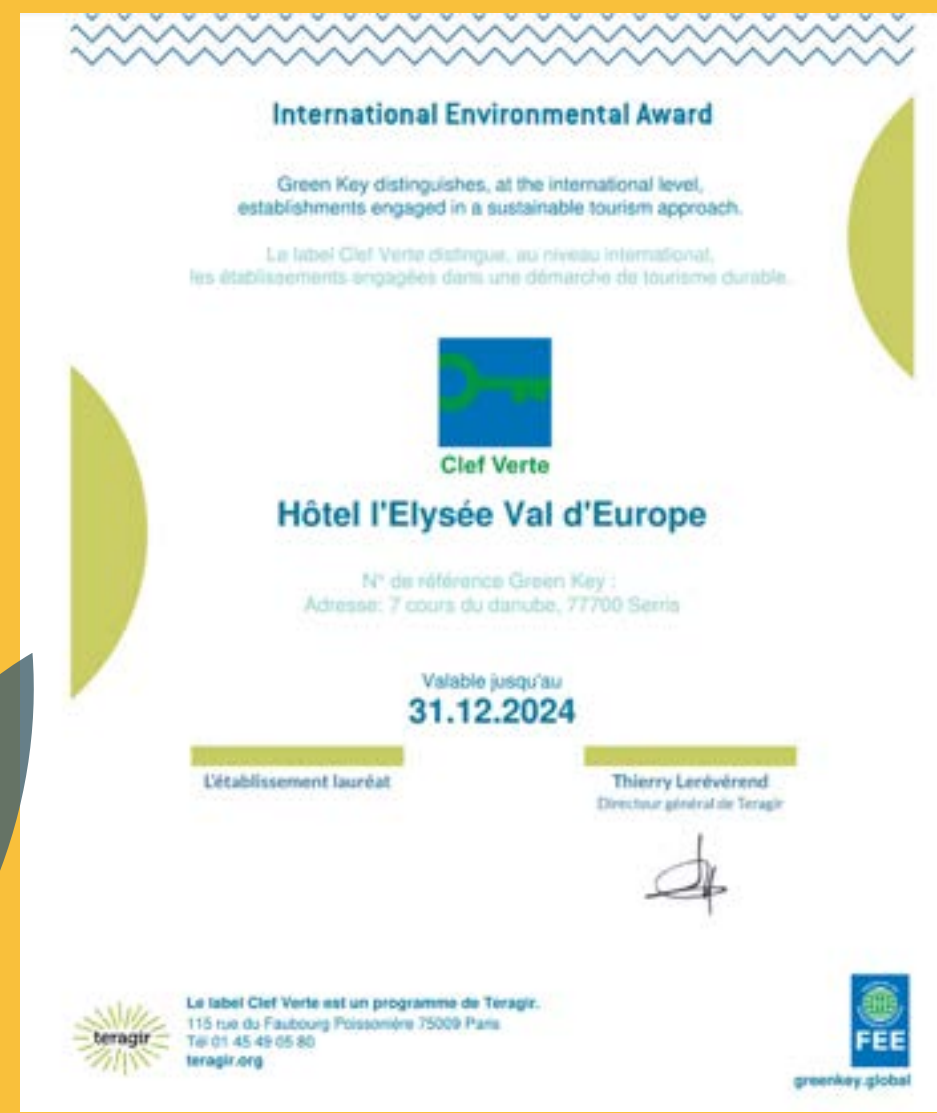 International Environmental Award
Green Key distinguishes, at the international level,
establishments engaged in a sustainable tourism approach.
Le label Clef Verte distingue, au niveau international,
les établissements engagées dans une démarche de tourisme durable.
Clef Verte
Hôtel l'Elysée Val d'Europe
N° de référence Green Key :
Adresse: 7 cours du danube, 77700 Serris
Valable jusqu'au
31.12.2024
L'établissement lauréat
Thierry Lerévérend
Directeur général de Teragir
teragir
Le label Clef Verte est un programme de Teragir.
115 rue du Faubourg Poissonière 75009 Paris
Tél 01 45 49 05 80
teragir.org
FEE
greenkey.global